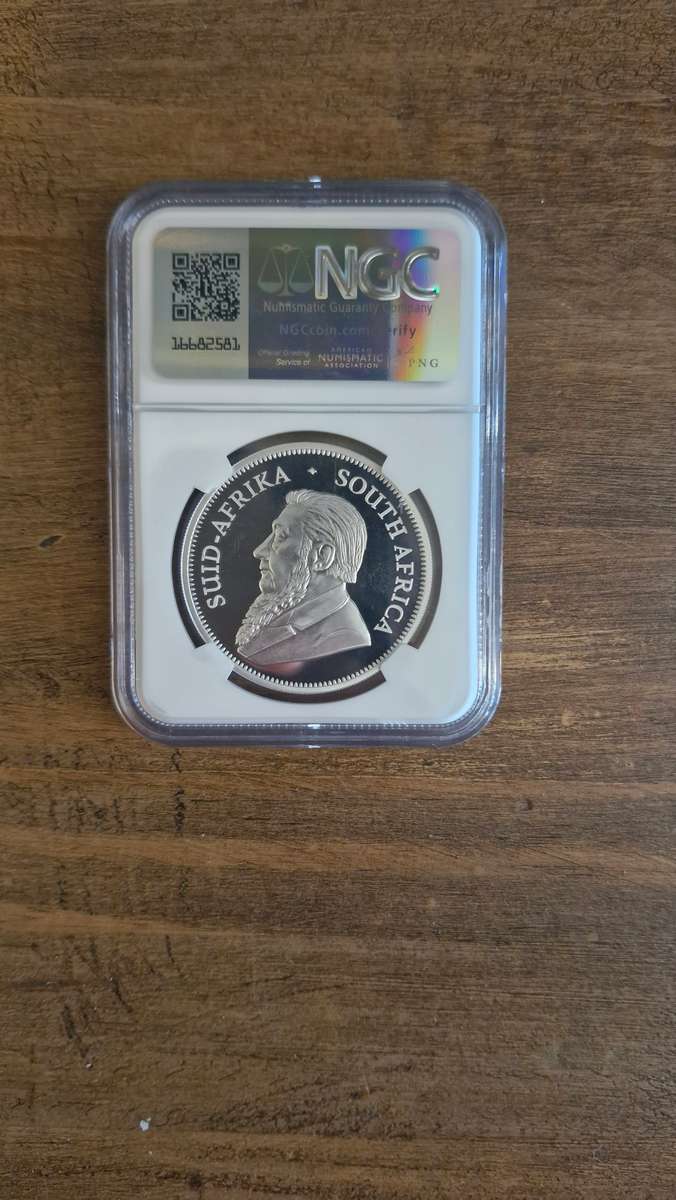 NGC
Numismatic Guaranty Company
NGCcoin.com/verify
16682581
Official Grading
Service of
AMERICAN
NUMISMATIC
ASSOCIATION
PNG
SUID-AFRIKA • SOUTH AFRICA